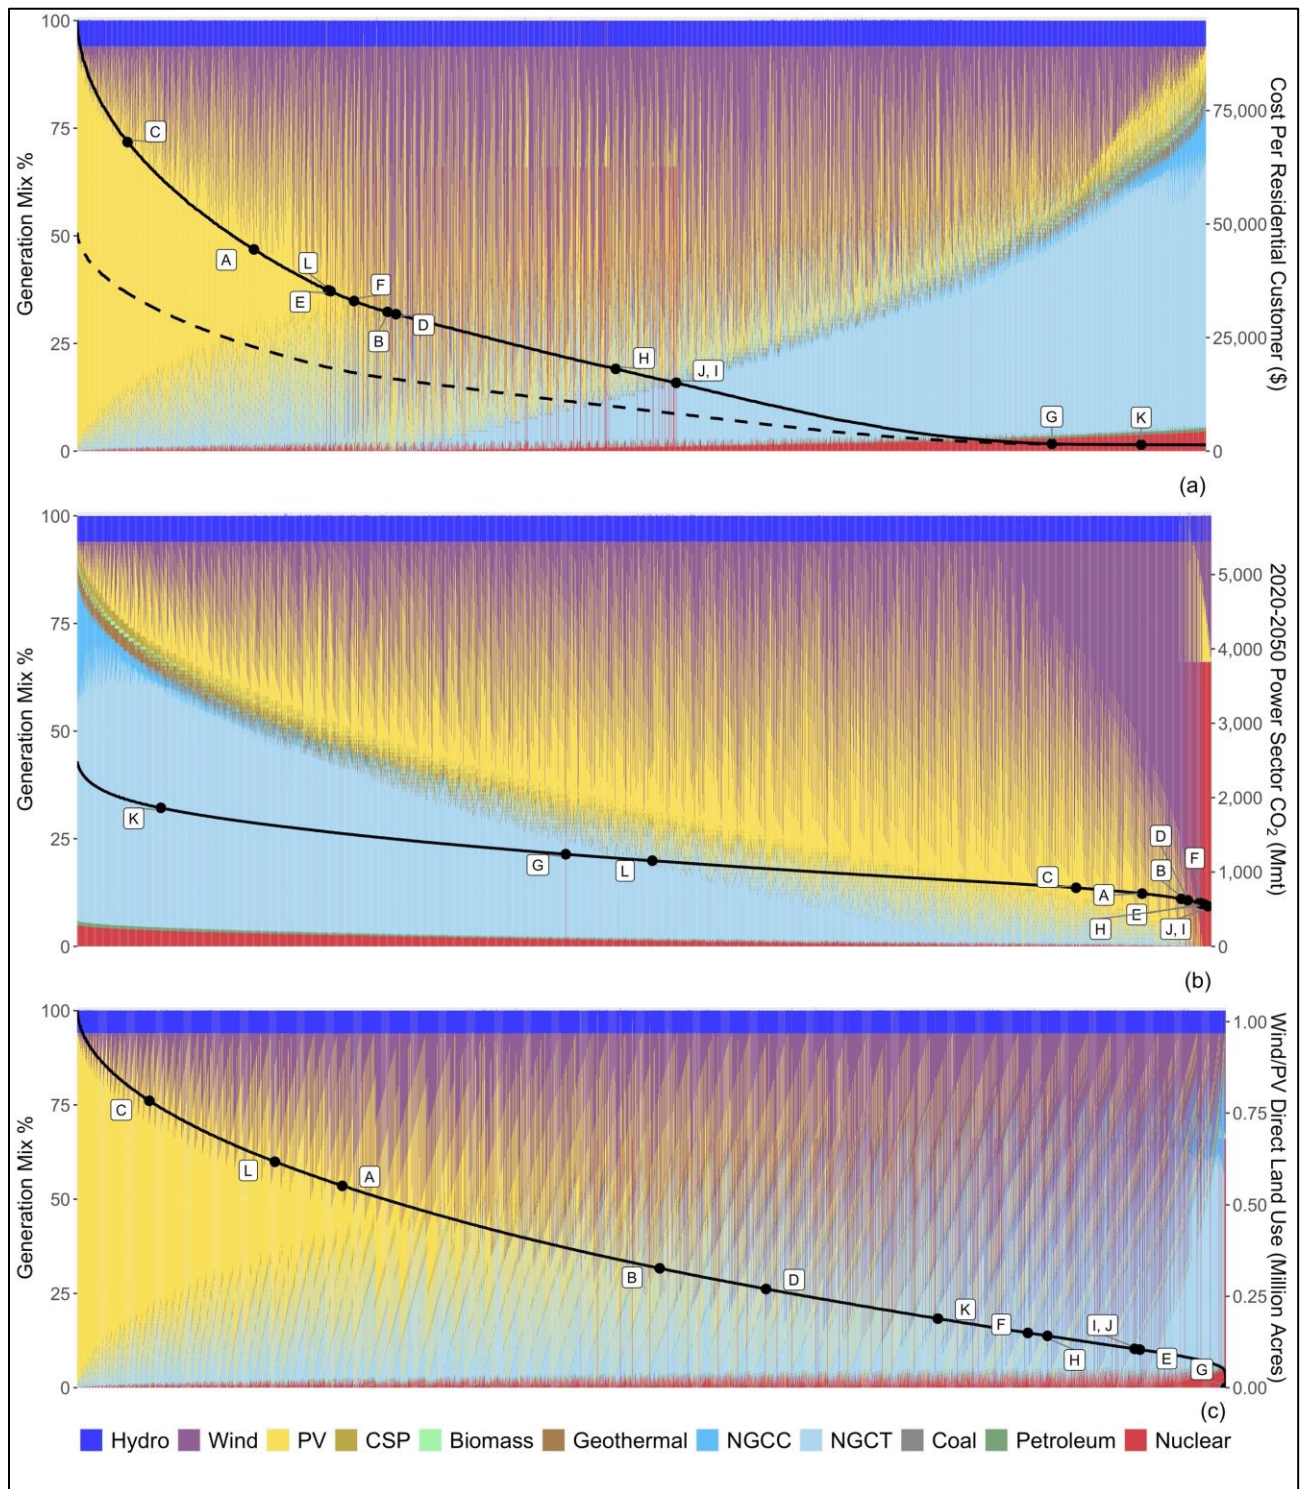 100
75
50
25
0
Generation Mix %
C
A
L
E
F
B
D
H
J, I
G
K
75,000
50,000
25,000
0
Cost Per Residential Customer ($)
(a)
100
75
50
25
0
Generation Mix %
K
G
L
C
A
D
B
F
E
H
J, I
5,000
4,000
3,000
2,000
1,000
0
2020-2050 Power Sector CO₂ (Mmt)
(b)
100
75
50
25
0
Generation Mix %
C
L
A
B
D
K
F
H
I, J
E
G
1.00
0.75
0.50
0.25
0.00
Wind/PV Direct Land Use (Million Acres)
(c)
Hydro Wind PV CSP Biomass Geothermal NGCC NGCT Coal Petroleum Nuclear